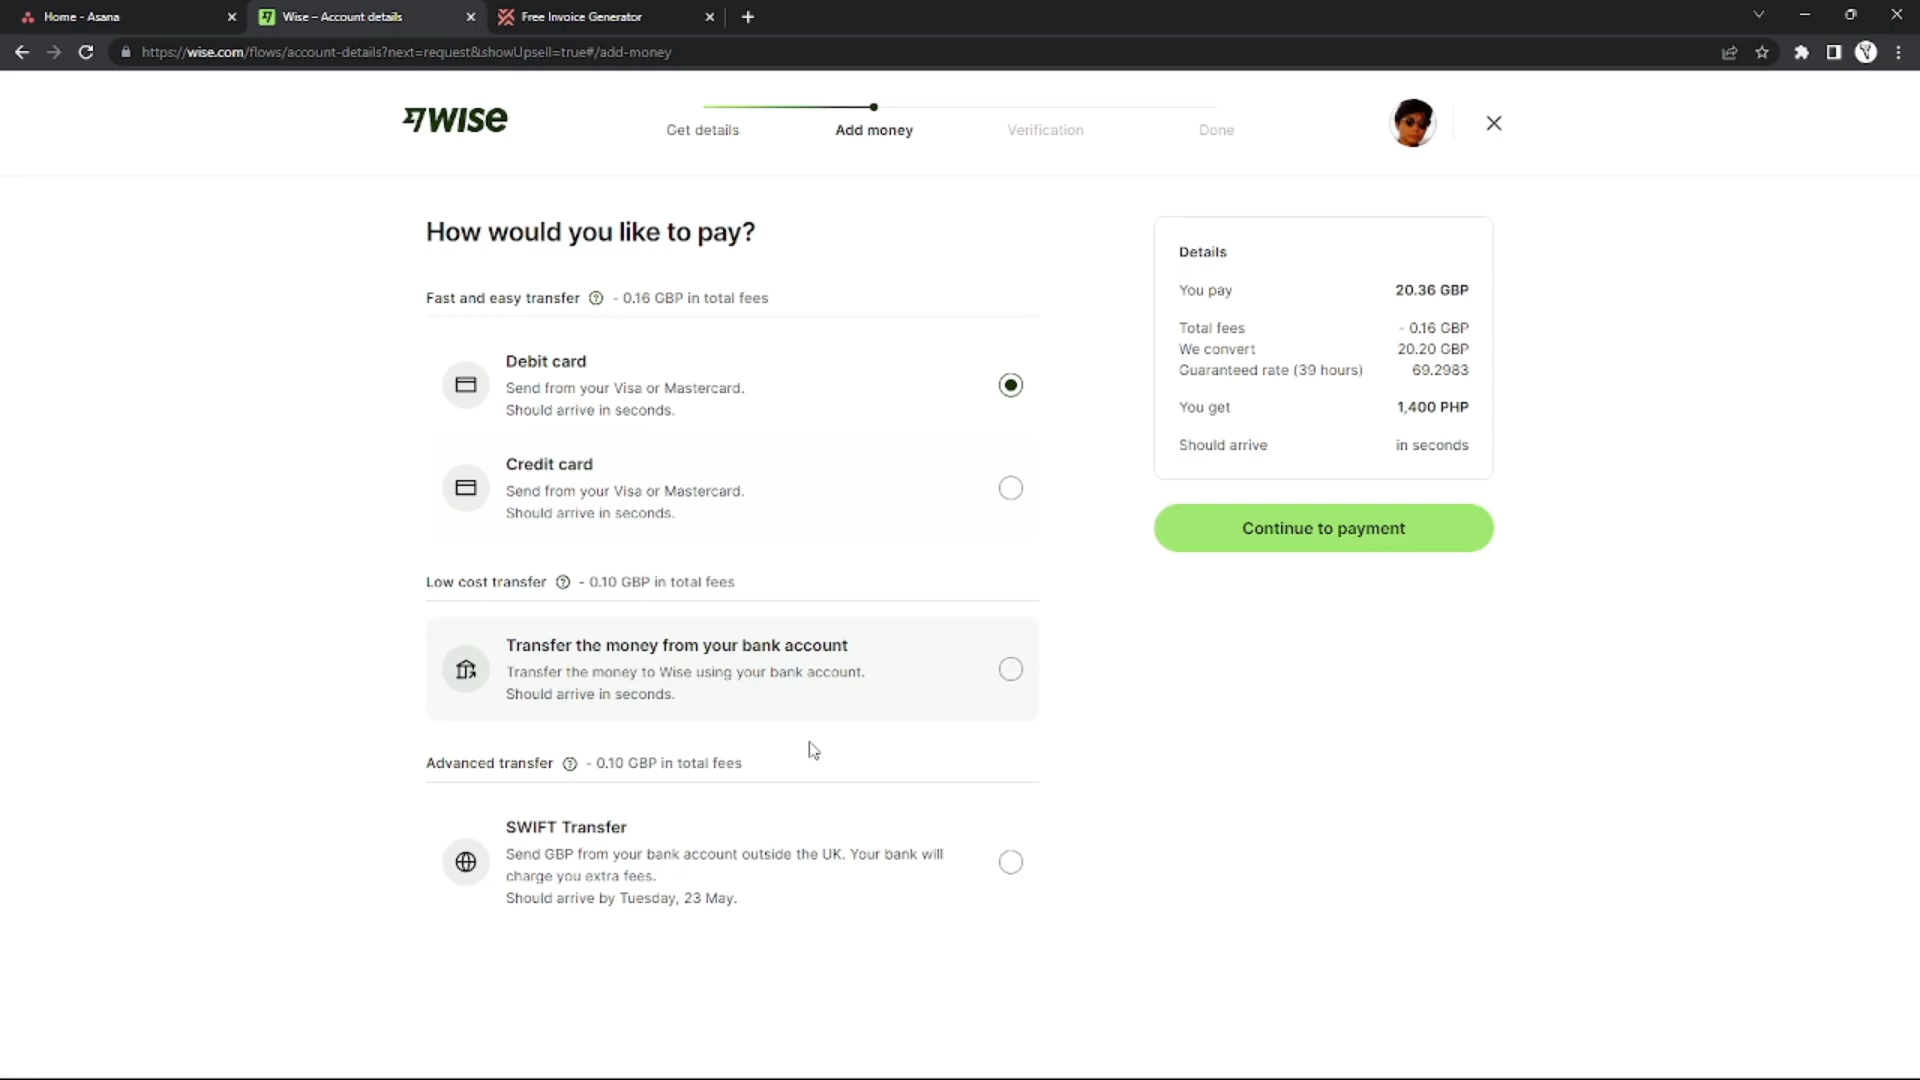 Home - Asana
Wise – Account details
Free Invoice Generator
https://wise.com/flows/account-details?next=request&showUpsell=true#/add-money
7WISE
Get details
Add money
Verification
Done
How would you like to pay?
Fast and easy transfer ? - 0.16 GBP in total fees
Debit card
Send from your Visa or Mastercard.
Should arrive in seconds.
Credit card
Send from your Visa or Mastercard.
Should arrive in seconds.
Low cost transfer ? - 0.10 GBP in total fees
Transfer the money from your bank account
Transfer the money to Wise using your bank account.
Should arrive in seconds.
Advanced transfer ? - 0.10 GBP in total fees
SWIFT Transfer
Send GBP from your bank account outside the UK. Your bank will
charge you extra fees.
Should arrive by Tuesday, 23 May.
Details
You pay 20.36 GBP
Total fees - 0.16 GBP
We convert 20.20 GBP
Guaranteed rate (39 hours) 69.2983
You get 1,400 PHP
Should arrive in seconds
Continue to payment